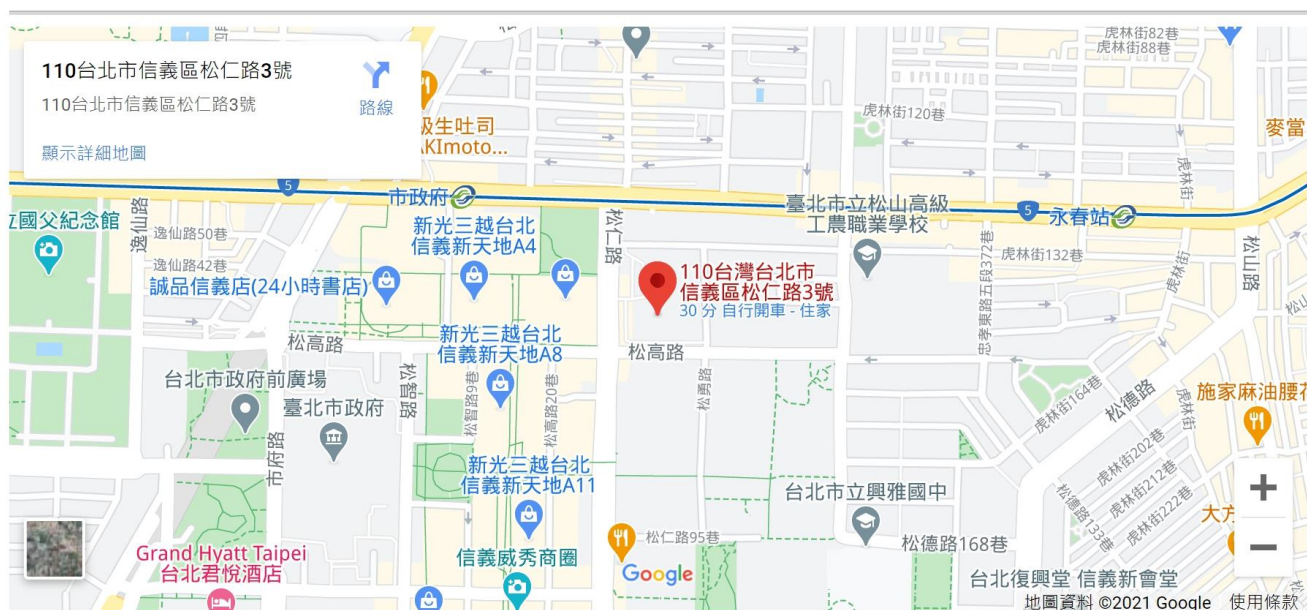 110台北市信義區松仁路3號
110台北市信義區松仁路3號
路線
顯示詳細地圖
虎林街82巷
虎林街88巷
虎林街120巷
麥當
級生吐司
AKImoto...
虎林街
5
市政府
臺北市立松山高級
工農職業學校
5
永春站
立國父紀念館
逸仙路
逸仙路50巷
逸仙路42巷
新光三越台北
信義新天地A4
松仁路
誠品信義店(24小時書店)
110台灣台北市
信義區松仁路3號
30 分 自行開車 - 住家
忠孝東路五段372巷
虎林街132巷
虎林街
松山路
松高路
新光三越台北
信義新天地A8
松高路
台北市政府前廣場
臺北市政府
松智路
松智路9巷
松高路20巷
松勇路
虎林街164巷
松德路
虎林街
施家麻油腰花
市府路
新光三越台北
信義新天地A11
台北市立興雅國中
松德路133巷
虎林街202巷
虎林街212巷
虎林街222巷
大方
Grand Hyatt Taipei
台北君悅酒店
信義威秀商圈
松仁路95巷
松德路168巷
Google
台北復興堂 信義新會堂
地圖資料 ©2021 Google
使用條款